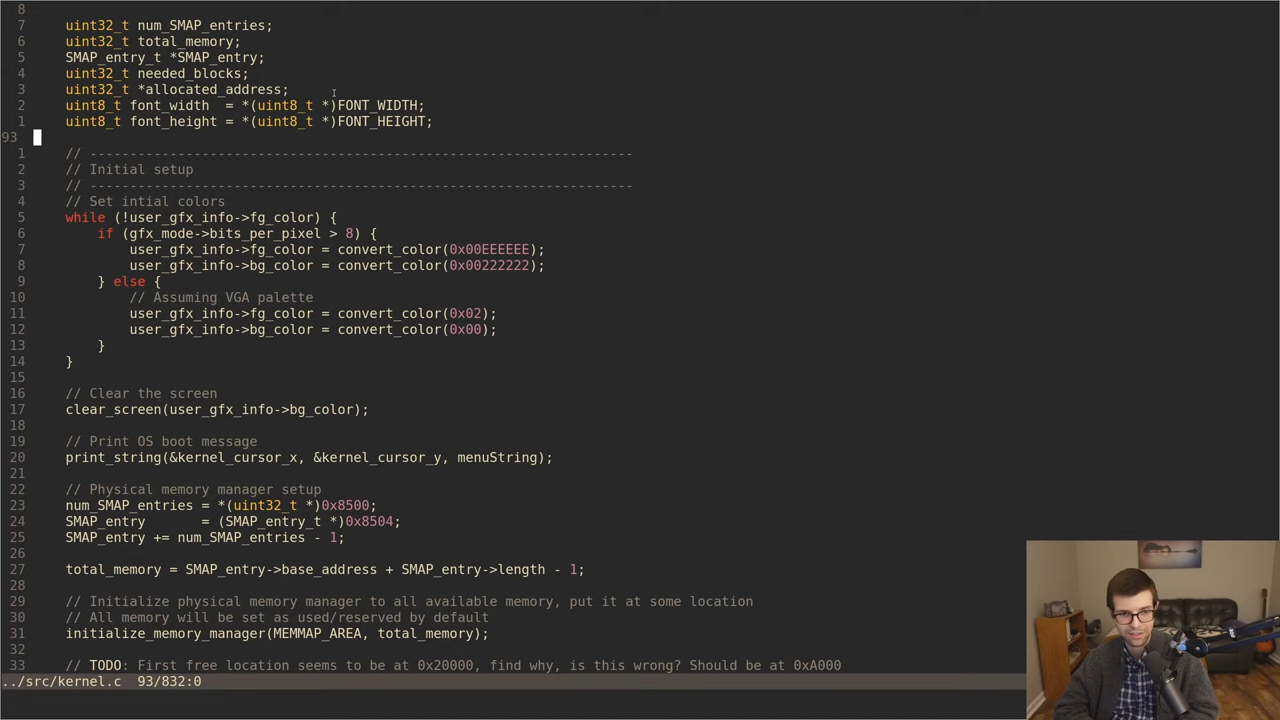 8
7 uint32_t num_SMAP_entries;
6 uint32_t total_memory;
5 SMAP_entry_t *SMAP_entry;
4 uint32_t needed_blocks;
3 uint32_t *allocated_address;
2 uint8_t font_width  = *(uint8_t *)FONT_WIDTH;
1 uint8_t font_height = *(uint8_t *)FONT_HEIGHT;
93
1 // --------------------------------------------------------------------
2 // Initial setup
3 // --------------------------------------------------------------------
4 // Set intial colors
5 while (!user_gfx_info->fg_color) {
6 if (gfx_mode->bits_per_pixel > 8) {
7 user_gfx_info->fg_color = convert_color(0x00EEEEEE);
8 user_gfx_info->bg_color = convert_color(0x00222222);
9 } else {
10 // Assuming VGA palette
11 user_gfx_info->fg_color = convert_color(0x02);
12 user_gfx_info->bg_color = convert_color(0x00);
13 }
14 }
15
16 // Clear the screen
17 clear_screen(user_gfx_info->bg_color);
18
19 // Print OS boot message
20 print_string(&kernel_cursor_x, &kernel_cursor_y, menuString);
21
22 // Physical memory manager setup
23 num_SMAP_entries = *(uint32_t *)0x8500;
24 SMAP_entry       = (SMAP_entry_t *)0x8504;
25 SMAP_entry += num_SMAP_entries - 1;
26
27 total_memory = SMAP_entry->base_address + SMAP_entry->length - 1;
28
29 // Initialize physical memory manager to all available memory, put it at some location
30 // All memory will be set as used/reserved by default
31 initialize_memory_manager(MEMMAP_AREA, total_memory);
32
33 // TODO: First free location seems to be at 0x20000, find why, is this wrong? Should be at 0xA000
../src/kernel.c  93/832:0